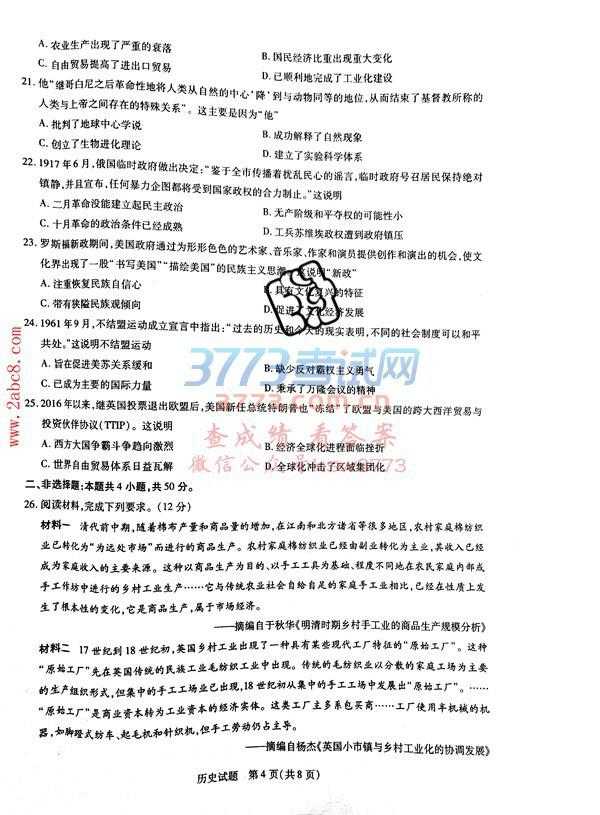 A. 农业生产出现了严重的衰落 B. 国民经济比重出现重大变化
C. 自由贸易提高了进出口贸易 D. 已顺利地完成了工业化建设
21. 他“继哥白尼之后革命性地将人类从自然的中心‘降’到与动物同等的地位,从而结束了基督教所称的
人类与上帝之间存在的特殊关系”。这主要是因为“他”
A. 批判了地球中心学说 B. 成功解释了自然现象
C. 创立了生物进化理论 D. 建立了实验科学体系
22. 1917 年 6 月,俄国临时政府做出决定:“鉴于全市传播着扰乱民心的谣言,临时政府号召居民保持绝对
镇静,并且宣布,任何暴力企图都将受到国家政权的合力制止。”这说明
A. 二月革命没能建立起民主政治 B. 无产阶级和平夺权的可能性小
C. 十月革命的政治条件已经成熟 D. 工兵苏维埃政权遭到政府镇压
23. 罗斯福新政期间,美国政府通过为形形色色的艺术家、音乐家、作家和演员提供创作和演出的机会,使文
化界出现了一股“书写美国”“描绘美国”的民族主义思潮。这说明“新政”
A. 注重恢复民族自信心 B. 具有文化复兴的特征
C. 带有狭隘民族观倾向 D. 促进了文化经济发展
24. 1961 年 9 月,不结盟运动成立宣言中指出:“过去的历史和今天的现实表明,不同的社会制度可以和平
共处。”这说明不结盟运动
A. 旨在促进美苏关系缓和 B. 缺少反对霸权主义勇气
C. 已成为主要的国际力量 D. 秉承了万隆会议的精神
25. 2016 年以来,继英国投票退出欧盟后,美国新任总统特朗普也“冻结”了欧盟与美国的跨大西洋贸易与
投资伙伴协议(TTIP)。这说明
A. 西方大国争霸斗争趋向激烈 B. 经济全球化进程面临挫折
C. 世界自由贸易体系日益瓦解 D. 全球化冲击了区域集团化
二、非选择题:本题共 4 小题,共 50 分。
26. 阅读材料,完成下列要求。(12 分)
材料一 清代前中期,随着棉布产量和商品量的增加,在江南和北方诸省等很多地区,农村家庭棉纺织
业已转化为“为远处市场”而进行的商品生产。农村家庭棉纺织业已经由副业转化为主业,其收入已经
成为家庭收入的主要来源。这种以商品生产为目的、以手工工具为基础、程度不同地在农民家庭内部或
手工作坊中进行的乡村工业生产……它与传统农业社会自给自足的家庭手工业相比,已经在性质上发
生了根本性的变化,它是商品生产,属于市场经济。
——摘编自于秋华《明清时期乡村手工业的商品生产规模分析》
材料二 17 世纪到 18 世纪初,英国乡村工业出现了一种具有某些现代工厂特征的“原始工厂”。这种
“原始工厂”先在英国传统的民族工业毛纺织工业中出现。传统的毛纺织业以分散的家庭工场为主要
的生产组织形式,但集中的手工工场业已出现,18 世纪初从集中的手工工场中发展出“原始工厂”。……
“原始工厂”是商业资本转为工业资本的经济实体。这类工厂主多系包买商……工厂使用半机械的机
器,如脚蹬式纺车、起毛机和针织机,但手工劳动仍占主导。
——摘编自杨杰《英国小市镇与乡村工业化的协调发展》
历史试题 第 4 页(共 8 页)
www.2abc8.com
3773考试网
www.3773.com.cn
查成绩 看答案